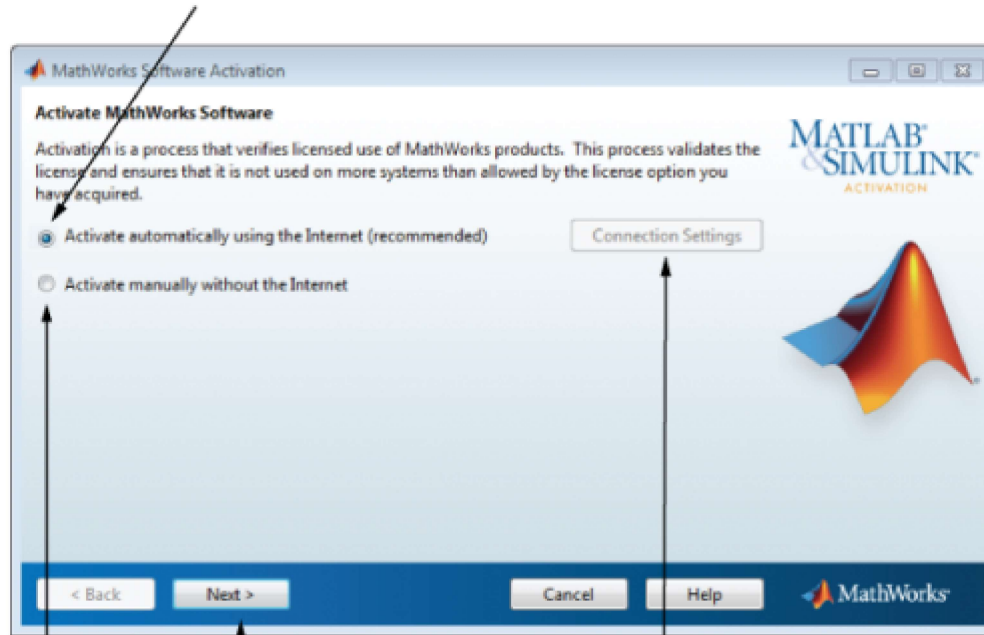 MathWorks Software Activation
Activate MathWorks Software
Activation is a process that verifies licensed use of MathWorks products. This process validates the
license and ensures that it is not used on more systems than allowed by the license option you
have acquired.
MATLAB®
&SIMULINK®
ACTIVATION
Activate automatically using the Internet (recommended)
Connection Settings
Activate manually without the Internet
< Back
Next >
Cancel
Help
MathWorks®